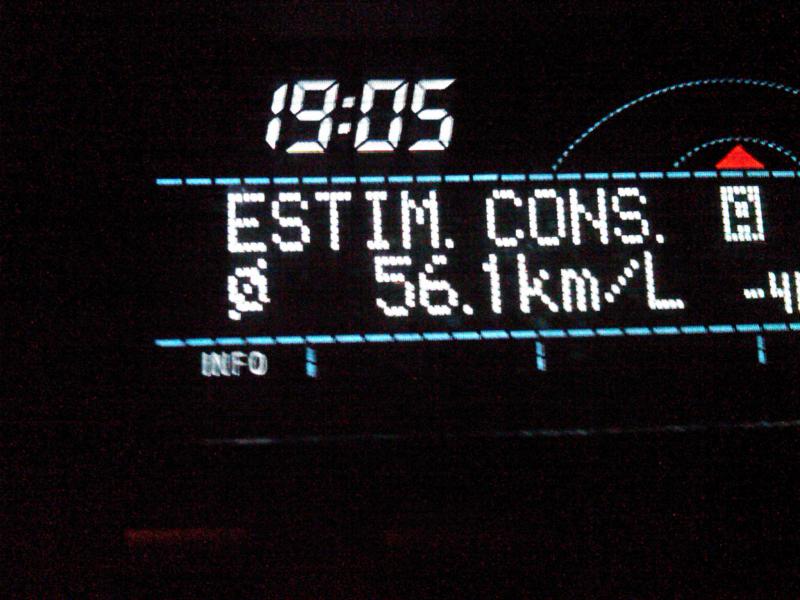 19:05
ESTIM. CONS.
ø 56.1km/L
INFO